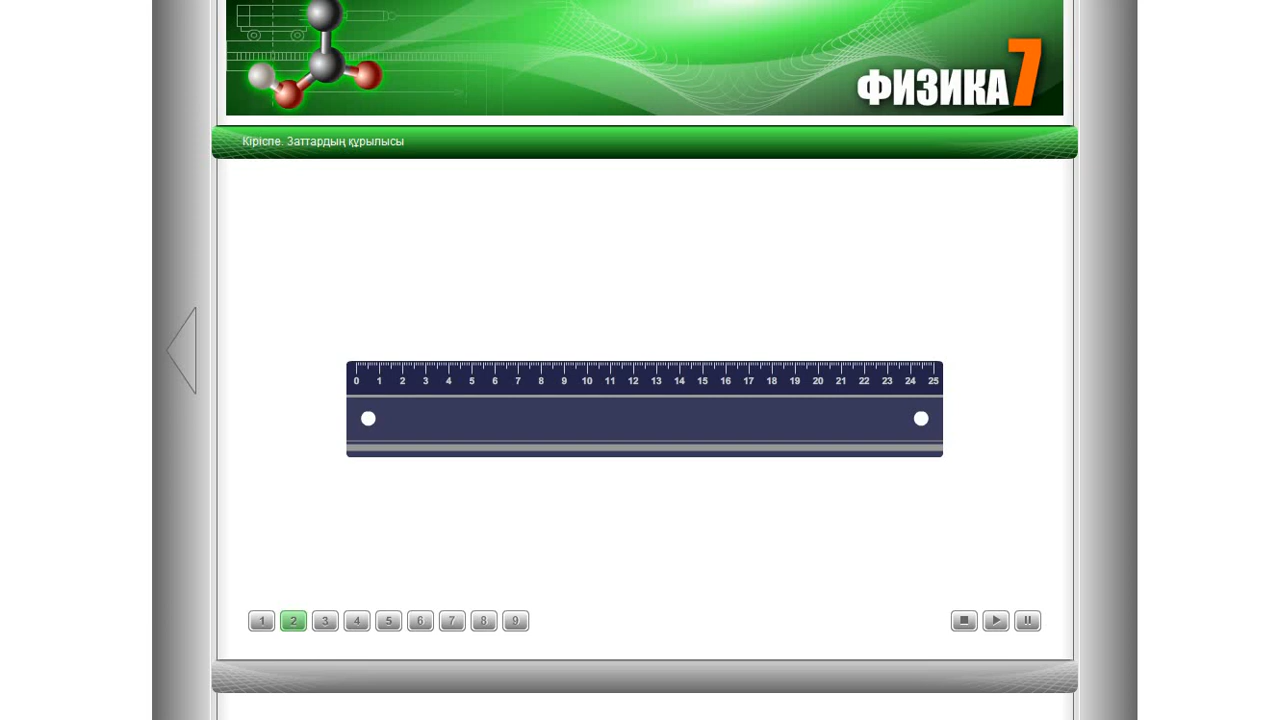 ФИЗИКА 7
Кіріспе. Заттардың құрылысы
0 1 2 3 4 5 6 7 8 9 10 11 12 13 14 15 16 17 18 19 20 21 22 23 24 25
1 2 3 4 5 6 7 8 9